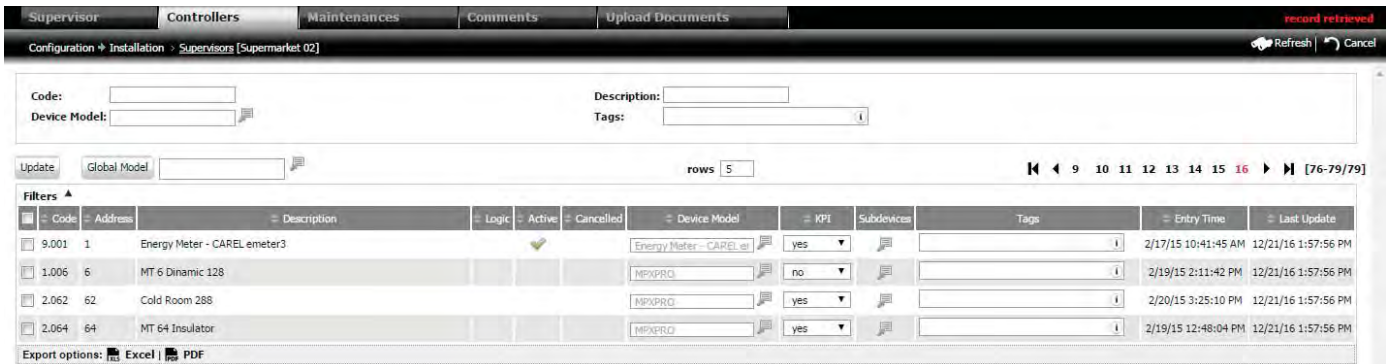 Supervisor Controllers Maintenances Comments Upload Documents record retrieved
Configuration Installation > Supervisors [Supermarket 02] Refresh | Cancel
Code: Description:
Device Model: Tags: i
Update Global Model rows 5 9 10 11 12 13 14 15 16 [76-79/79]
Filters
Code Address Description Logic Active Cancelled Device Model KPI Subdevices Tags Entry Time Last Update
9.001 1 Energy Meter - CAREL emeter3 Energy Meter - CAREL er yes i 2/17/15 10:41:45 AM 12/21/16 1:57:56 PM
1.006 6 MT 6 Dinamic 128 MPXPRO no i 2/19/15 2:11:42 PM 12/21/16 1:57:56 PM
2.062 62 Cold Room 288 MPXPRO yes i 2/20/15 3:25:10 PM 12/21/16 1:57:56 PM
2.064 64 MT 64 Insulator MPXPRO yes i 2/19/15 12:48:04 PM 12/21/16 1:57:56 PM
Export options: XLS Excel | PDF PDF